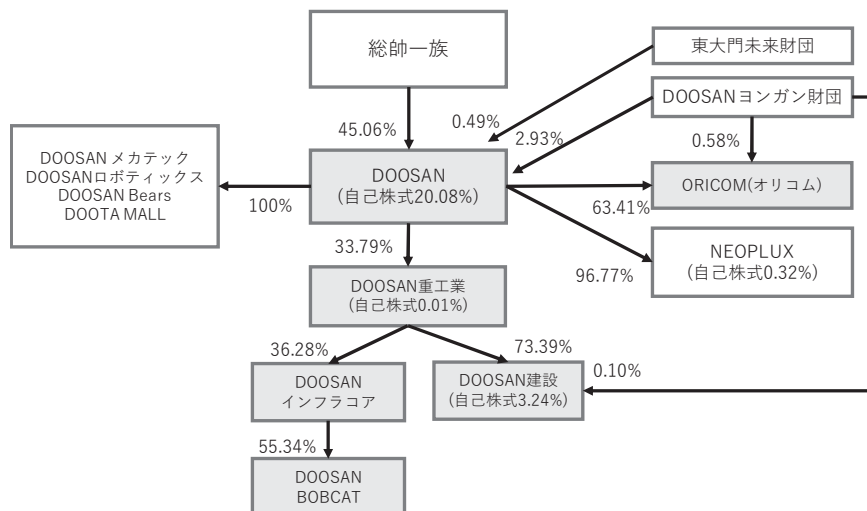 総帥一族
東大門未来財団
DOOSANヨンガン財団
45.06%
0.49%
2.93%
0.58%
DOOSAN メカテック
DOOSANロボティックス
DOOSAN Bears
DOOTA MALL
100%
DOOSAN
(自己株式20.08%)
ORICOM(オリコム)
63.41%
33.79%
96.77%
NEOPLUX
(自己株式0.32%)
DOOSAN重工業
(自己株式0.01%)
36.28%
73.39%
0.10%
DOOSAN
インフラコア
DOOSAN建設
(自己株式3.24%)
55.34%
DOOSAN
BOBCAT